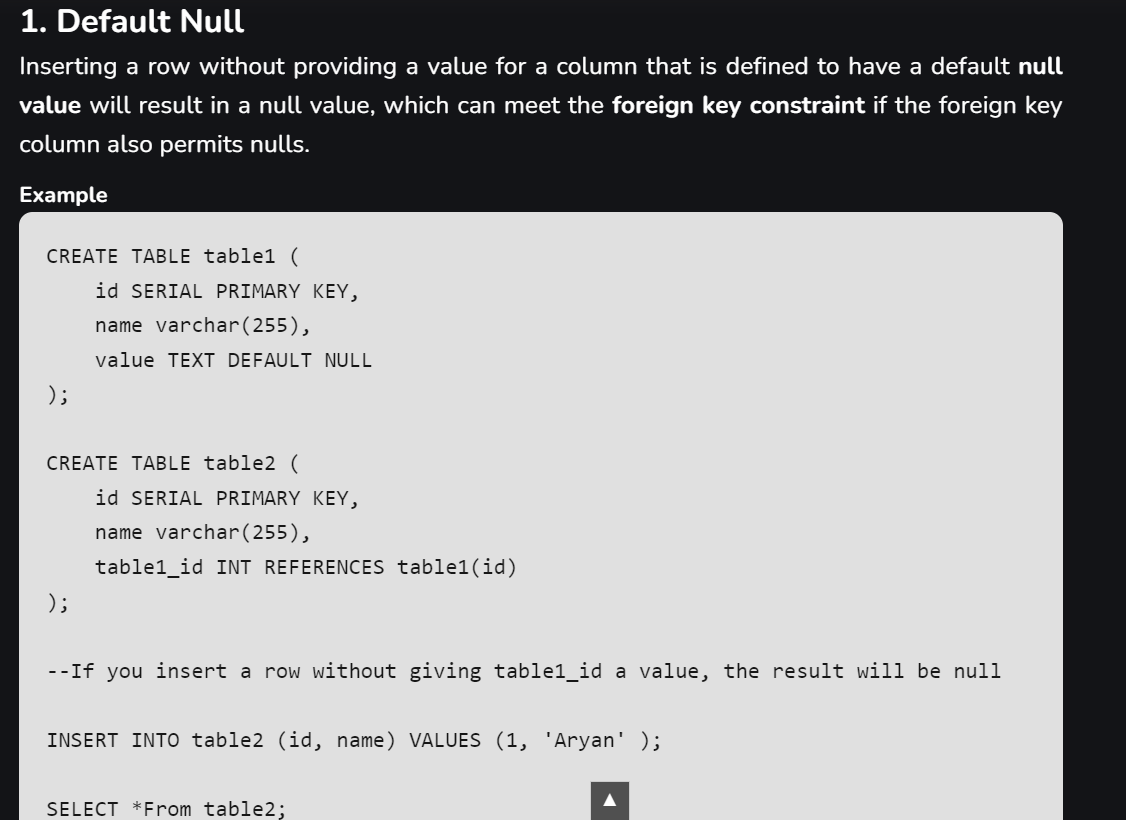 1. Default Null
Inserting a row without providing a value for a column that is defined to have a default null
value will result in a null value, which can meet the foreign key constraint if the foreign key
column also permits nulls.
Example
CREATE TABLE table1 (
    id SERIAL PRIMARY KEY,
    name varchar(255),
    value TEXT DEFAULT NULL
);
CREATE TABLE table2 (
    id SERIAL PRIMARY KEY,
    name varchar(255),
    table1_id INT REFERENCES table1(id)
);
--If you insert a row without giving table1_id a value, the result will be null
INSERT INTO table2 (id, name) VALUES (1, 'Aryan' );
SELECT *From table2;